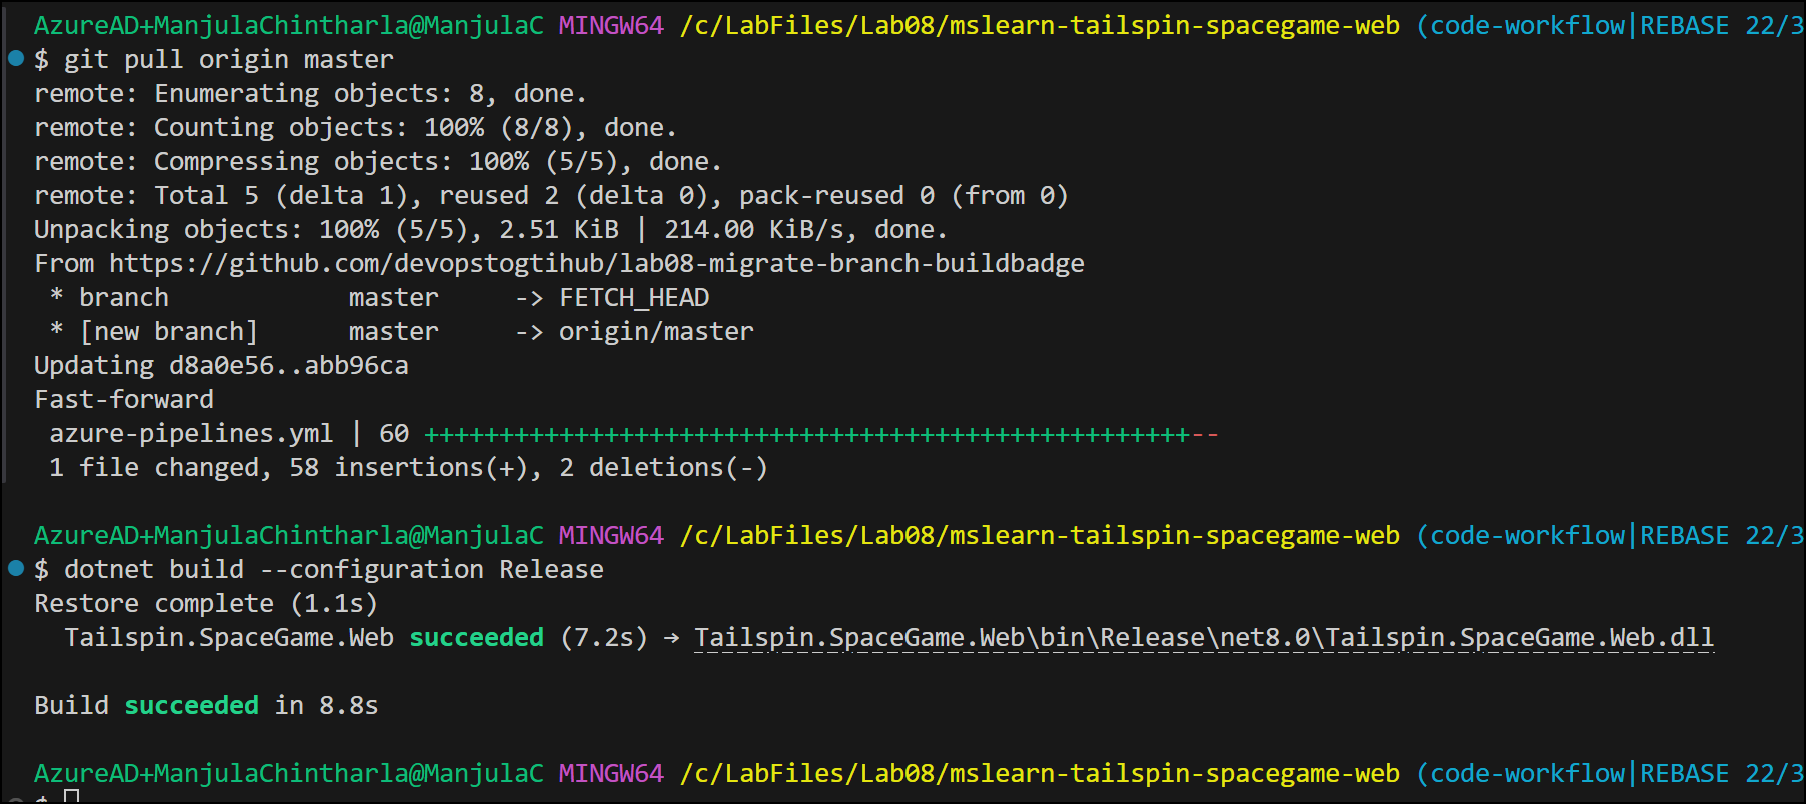 AzureAD+ManjulaChintharla@ManjulaC MINGW64 /c/LabFiles/Lab08/mslearn-tailspin-spacegame-web (code-workflow|REBASE 22/3
$ git pull origin master
remote: Enumerating objects: 8, done.
remote: Counting objects: 100% (8/8), done.
remote: Compressing objects: 100% (5/5), done.
remote: Total 5 (delta 1), reused 2 (delta 0), pack-reused 0 (from 0)
Unpacking objects: 100% (5/5), 2.51 KiB | 214.00 KiB/s, done.
From https://github.com/devopstogtihub/lab08-migrate-branch-buildbadge
 * branch            master     -> FETCH_HEAD
 * [new branch]      master     -> origin/master
Updating d8a0e56..abb96ca
Fast-forward
 azure-pipelines.yml | 60 +++++++++++++++++++++++++++++++++++++++++++++++++++--
 1 file changed, 58 insertions(+), 2 deletions(-)
AzureAD+ManjulaChintharla@ManjulaC MINGW64 /c/LabFiles/Lab08/mslearn-tailspin-spacegame-web (code-workflow|REBASE 22/3
$ dotnet build --configuration Release
Restore complete (1.1s)
  Tailspin.SpaceGame.Web succeeded (7.2s) → Tailspin.SpaceGame.Web\bin\Release\net8.0\Tailspin.SpaceGame.Web.dll
Build succeeded in 8.8s
AzureAD+ManjulaChintharla@ManjulaC MINGW64 /c/LabFiles/Lab08/mslearn-tailspin-spacegame-web (code-workflow|REBASE 22/3
$